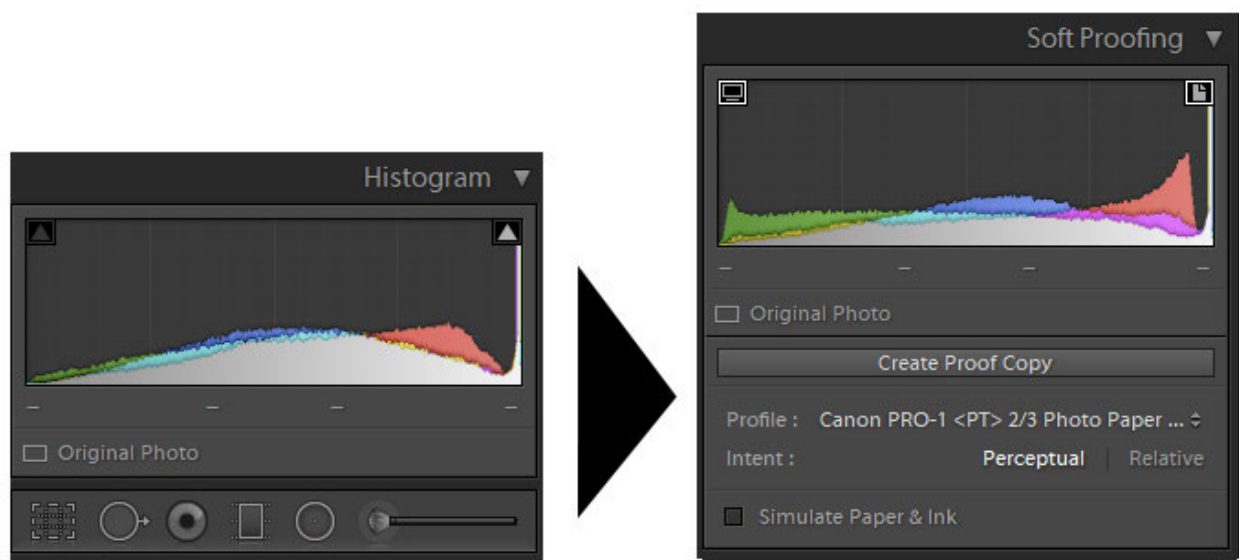 Histogram
Original Photo
Soft Proofing
Original Photo
Create Proof Copy
Profile : Canon PRO-1 <PT> 2/3 Photo Paper ...
Intent : Perceptual Relative
Simulate Paper & Ink